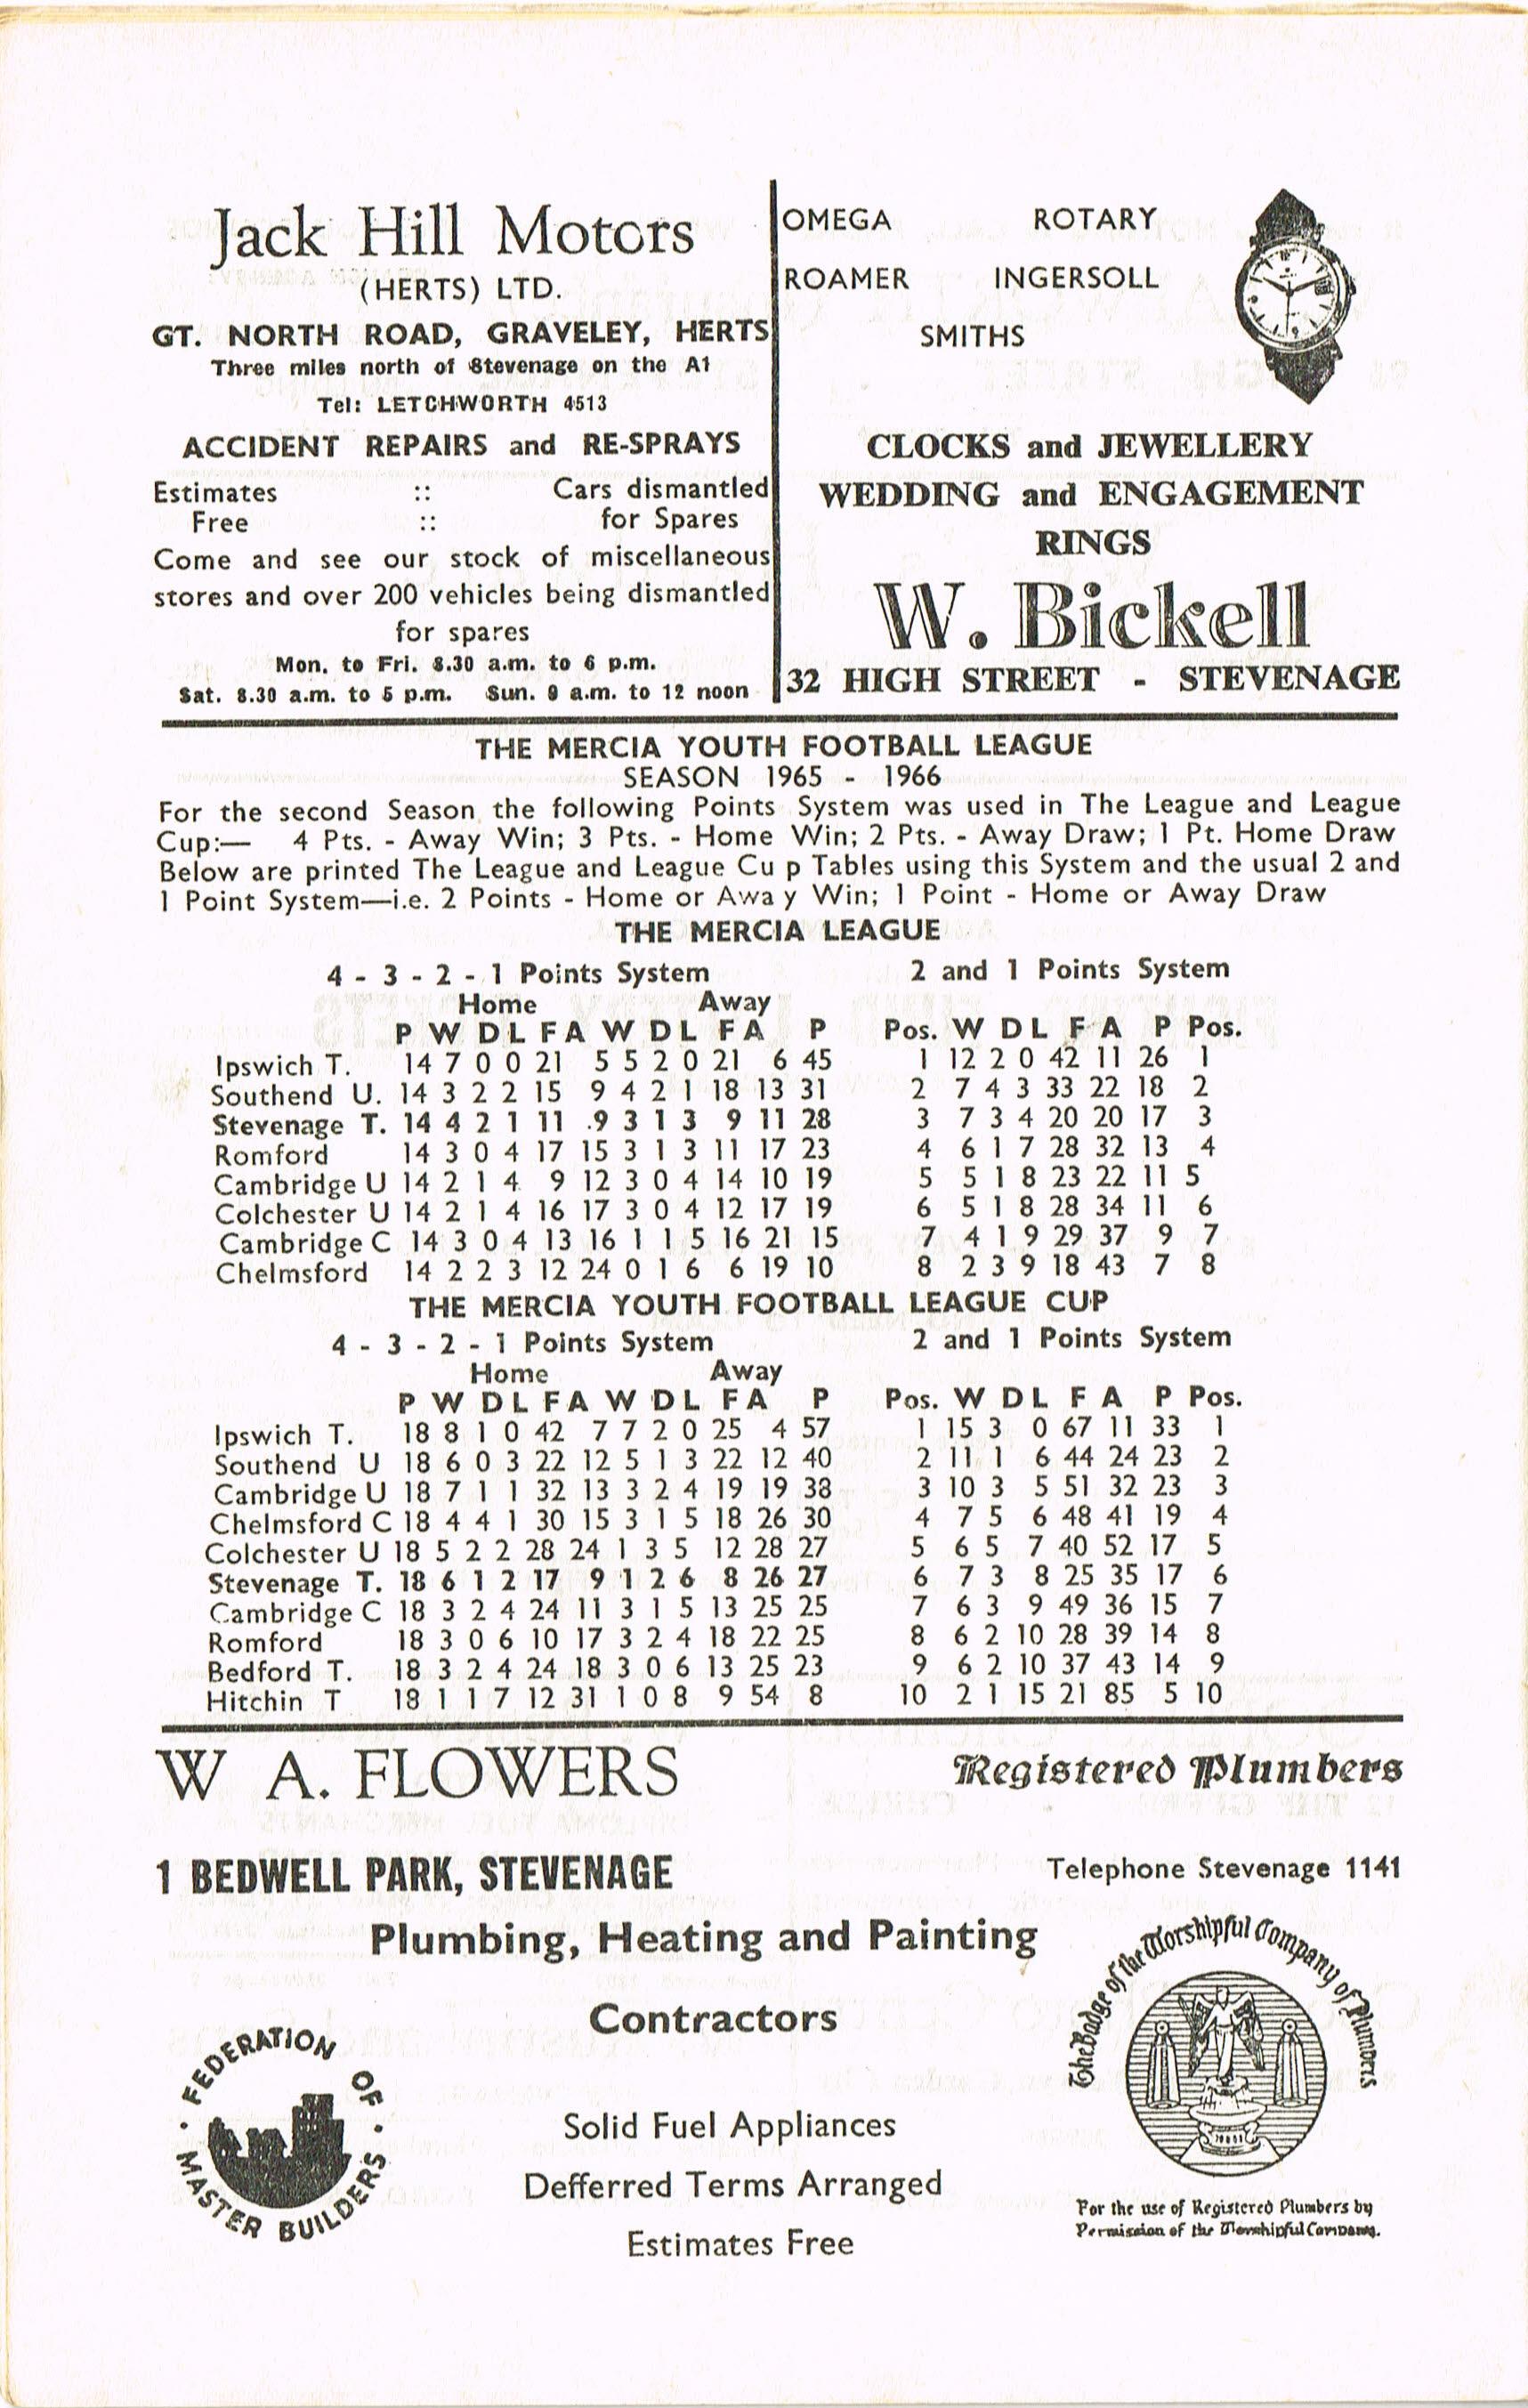 Jack Hill Motors
(HERTS) LTD.
GT. NORTH ROAD, GRAVELEY, HERTS
Three miles north of Stevenage on the A1
Tel: LETCHWORTH 4513
ACCIDENT REPAIRS and RE-SPRAYS
Estimates :: Cars dismantled
Free :: for Spares
Come and see our stock of miscellaneous
stores and over 200 vehicles being dismantled
for spares
Mon. to Fri. 8.30 a.m. to 6 p.m.
Sat. 8.30 a.m. to 5 p.m. Sun. 9 a.m. to 12 noon
OMEGA ROTARY
ROAMER INGERSOLL
SMITHS
CLOCKS and JEWELLERY
WEDDING and ENGAGEMENT
RINGS
W. Bickell
32 HIGH STREET - STEVENAGE
THE MERCIA YOUTH FOOTBALL LEAGUE
SEASON 1965 - 1966
For the second Season the following Points System was used in The League and League
Cup:— 4 Pts. - Away Win; 3 Pts. - Home Win; 2 Pts. - Away Draw; 1 Pt. Home Draw
Below are printed The League and League Cu p Tables using this System and the usual 2 and
1 Point System—i.e. 2 Points - Home or Awa y Win; 1 Point - Home or Away Draw
THE MERCIA LEAGUE
4 - 3 - 2 - 1 Points System 2 and 1 Points System
Home Away
P W D L F A W D L F A P Pos. W D L F A P Pos.
Ipswich T. 14 7 0 0 21 5 5 2 0 21 6 45 1 12 2 0 42 11 26 1
Southend U. 14 3 2 2 15 9 4 2 1 18 13 31 2 7 4 3 33 22 18 2
Stevenage T. 14 4 2 1 11 .9 3 1 3 9 11 28 3 7 3 4 20 20 17 3
Romford 14 3 0 4 17 15 3 1 3 11 17 23 4 6 1 7 28 32 13 4
Cambridge U 14 2 1 4 9 12 3 0 4 14 10 19 5 5 1 8 23 22 11 5
Colchester U 14 2 1 4 16 17 3 0 4 12 17 19 6 5 1 8 28 34 11 6
Cambridge C 14 3 0 4 13 16 1 1 5 16 21 15 7 4 1 9 29 37 9 7
Chelmsford 14 2 2 3 12 24 0 1 6 6 19 10 8 2 3 9 18 43 7 8
THE MERCIA YOUTH FOOTBALL LEAGUE CUP
4 - 3 - 2 - 1 Points System 2 and 1 Points System
Home Away
P W D L F A W D L F A P Pos. W D L F A P Pos.
Ipswich T. 18 8 1 0 42 7 7 2 0 25 4 57 1 15 3 0 67 11 33 1
Southend U 18 6 0 3 22 12 5 1 3 22 12 40 2 11 1 6 44 24 23 2
Cambridge U 18 7 1 1 32 13 3 2 4 19 19 38 3 10 3 5 51 32 23 3
Chelmsford C 18 4 4 1 30 15 3 1 5 18 26 30 4 7 5 6 48 41 19 4
Colchester U 18 5 2 2 28 24 1 3 5 12 28 27 5 6 5 7 40 52 17 5
Stevenage T. 18 6 1 2 17 9 1 2 6 8 26 27 6 7 3 8 25 35 17 6
Cambridge C 18 3 2 4 24 11 3 1 5 13 25 25 7 6 3 9 49 36 15 7
Romford 18 3 0 6 10 17 3 2 4 18 22 25 8 6 2 10 28 39 14 8
Bedford T. 18 3 2 4 24 18 3 0 6 13 25 23 9 6 2 10 37 43 14 9
Hitchin T 18 1 1 7 12 31 1 0 8 9 54 8 10 2 1 15 21 85 5 10
W A. FLOWERS Registered Plumbers
1 BEDWELL PARK, STEVENAGE Telephone Stevenage 1141
Plumbing, Heating and Painting
Contractors
Solid Fuel Appliances
Defferred Terms Arranged
Estimates Free
· FEDERATION OF ·
MASTER BUILDERS
The Badge of the Worshipful Company of Plumbers
For the use of Registered Plumbers by
Permission of the Worshipful Company.